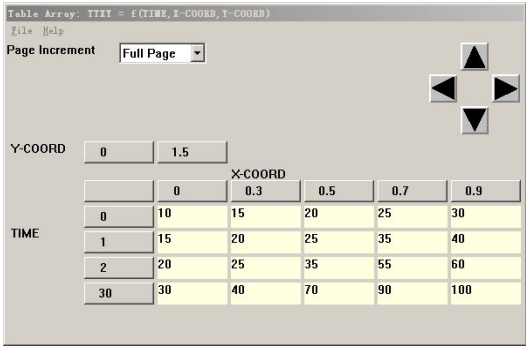 Table Array: TTXY = f(TIME,X-COORD,Y-COORD)
File Help
Page Increment Full Page
Y-COORD 0 1.5
X-COORD
0 0.3 0.5 0.7 0.9
TIME
0 10 15 20 25 30
1 15 20 25 35 40
2 20 25 35 55 60
30 30 40 70 90 100